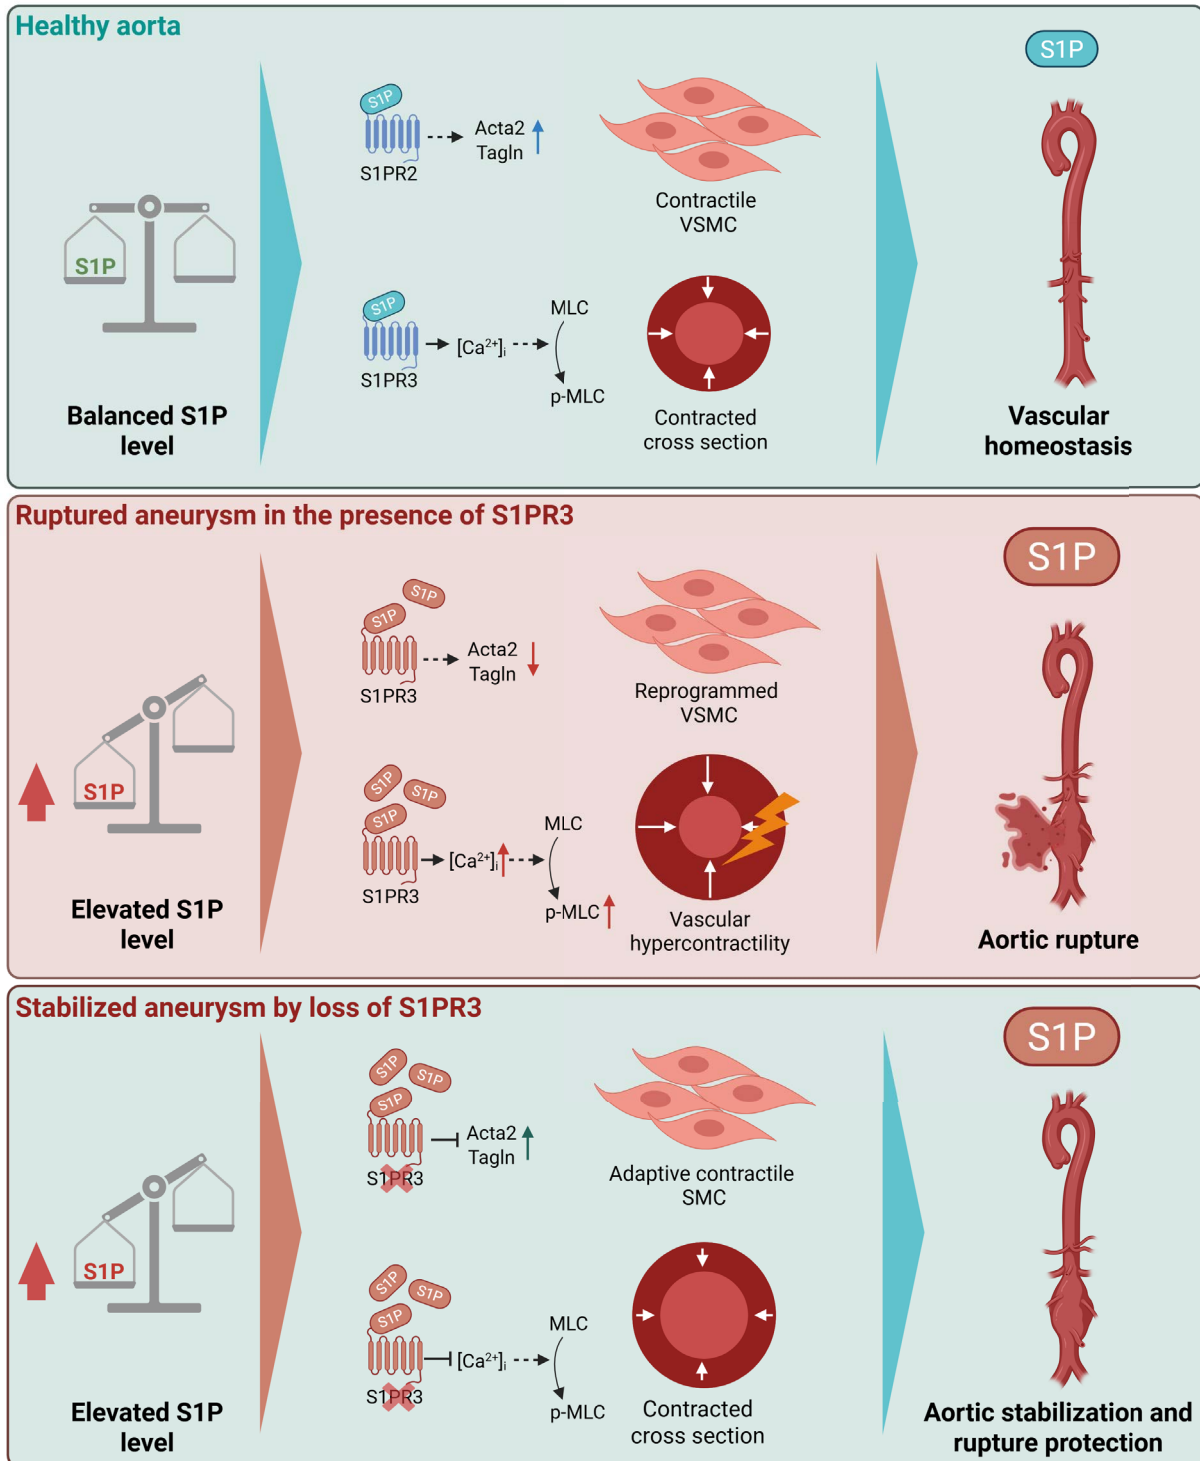 Healthy aorta
S1P
S1P
S1PR2
Acta2
Tagln
Contractile
VSMC
S1P
S1P
S1PR3
[Ca²⁺]ᵢ
MLC
p-MLC
Contracted
cross section
Balanced S1P
level
Vascular
homeostasis
Ruptured aneurysm in the presence of S1PR3
S1P
S1P
S1P
S1PR3
Acta2
Tagln
Reprogrammed
VSMC
S1P
S1P
S1P
S1P
S1PR3
[Ca²⁺]ᵢ
MLC
p-MLC
Vascular
hypercontractility
Elevated S1P
level
Aortic rupture
Stabilized aneurysm by loss of S1PR3
S1P
S1P
S1P
S1P
S1PR3
Acta2
Tagln
Adaptive contractile
SMC
S1P
S1P
S1P
S1P
S1PR3
[Ca²⁺]ᵢ
MLC
p-MLC
Contracted
cross section
Elevated S1P
level
Aortic stabilization and
rupture protection